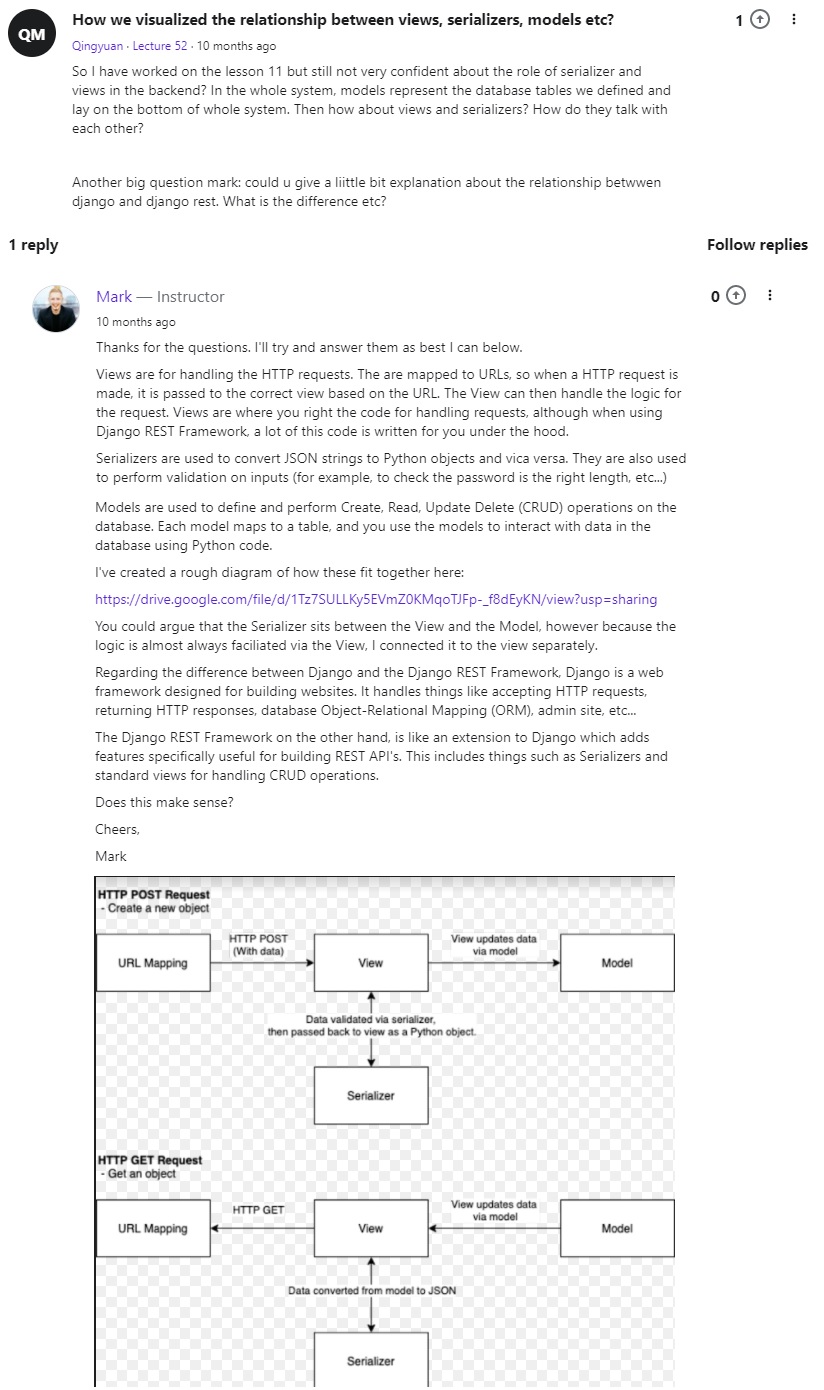 QM
How we visualized the relationship between views, serializers, models etc?
1
Qingyuan · Lecture 52 · 10 months ago
So I have worked on the lesson 11 but still not very confident about the role of serializer and
views in the backend? In the whole system, models represent the database tables we defined and
lay on the bottom of whole system. Then how about views and serializers? How do they talk with
each other?
Another big question mark: could u give a liittle bit explanation about the relationship betwwen
django and django rest. What is the difference etc?
1 reply
Follow replies
Mark — Instructor
0
10 months ago
Thanks for the questions. I'll try and answer them as best I can below.
Views are for handling the HTTP requests. The are mapped to URLs, so when a HTTP request is
made, it is passed to the correct view based on the URL. The View can then handle the logic for
the request. Views are where you right the code for handling requests, although when using
Django REST Framework, a lot of this code is written for you under the hood.
Serializers are used to convert JSON strings to Python objects and vica versa. They are also used
to perform validation on inputs (for example, to check the password is the right length, etc...)
Models are used to define and perform Create, Read, Update Delete (CRUD) operations on the
database. Each model maps to a table, and you use the models to interact with data in the
database using Python code.
I've created a rough diagram of how these fit together here:
https://drive.google.com/file/d/1Tz7SULLKy5EVmZ0KMqoTJFp-_f8dEyKN/view?usp=sharing
You could argue that the Serializer sits between the View and the Model, however because the
logic is almost always faciliated via the View, I connected it to the view separately.
Regarding the difference between Django and the Django REST Framework, Django is a web
framework designed for building websites. It handles things like accepting HTTP requests,
returning HTTP responses, database Object-Relational Mapping (ORM), admin site, etc...
The Django REST Framework on the other hand, is like an extension to Django which adds
features specifically useful for building REST API's. This includes things such as Serializers and
standard views for handling CRUD operations.
Does this make sense?
Cheers,
Mark
HTTP POST Request
- Create a new object
URL Mapping
HTTP POST
(With data)
View
View updates data
via model
Model
Data validated via serializer,
then passed back to view as a Python object.
Serializer
HTTP GET Request
- Get an object
URL Mapping
HTTP GET
View
View updates data
via model
Model
Data converted from model to JSON
Serializer